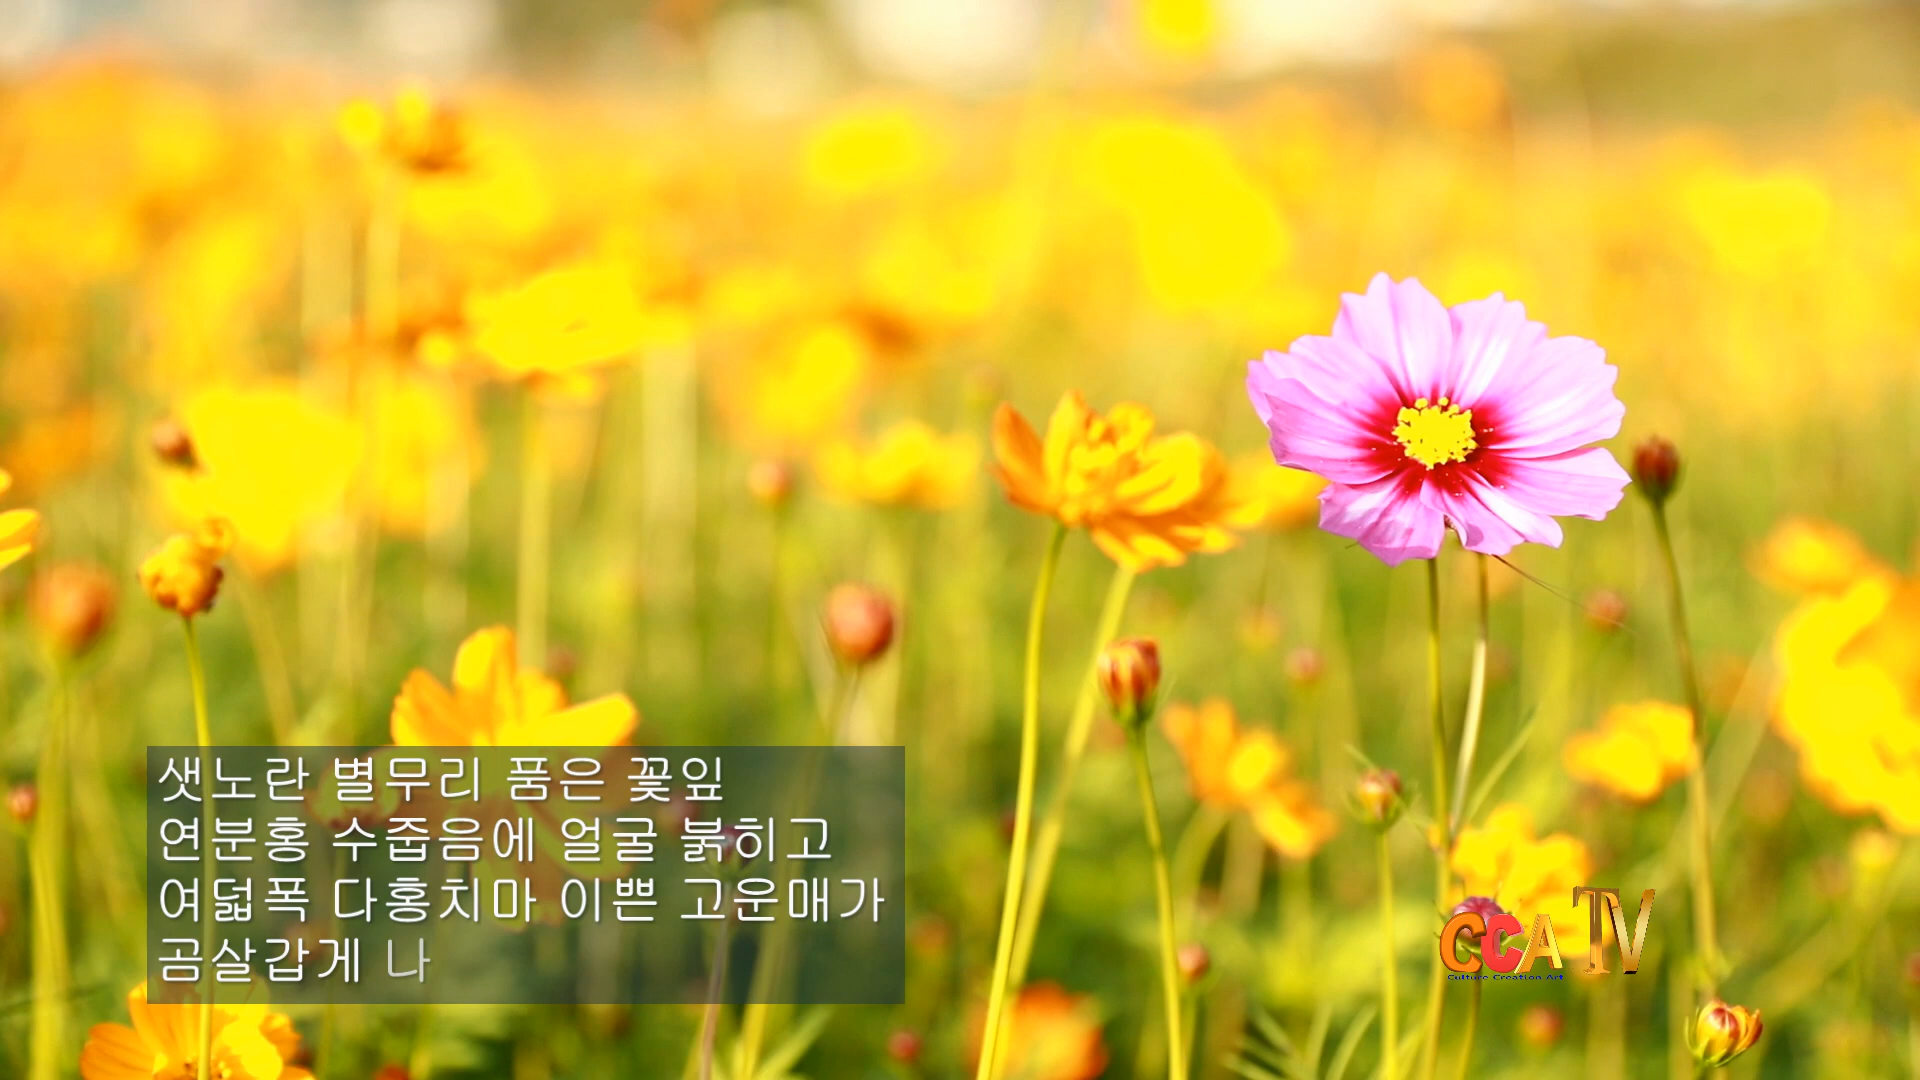 샛노란 별무리 품은 꽃잎
연분홍 수줍음에 얼굴 붉히고
여덟폭 다홍치마 이쁜 고운매가
곰살갑게 나
CCA TV
Culture Creation Art